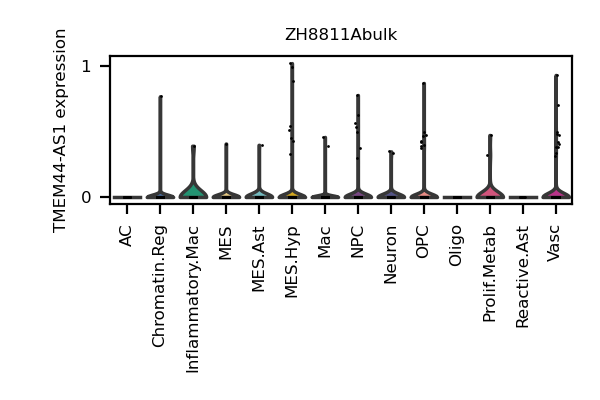 ZH8811Abulk
TMEM44-AS1 expression
1
0
AC
Chromatin.Reg
Inflammatory.Mac
MES
MES.Ast
MES.Hyp
Mac
NPC
Neuron
OPC
Oligo
Prolif.Metab
Reactive.Ast
Vasc